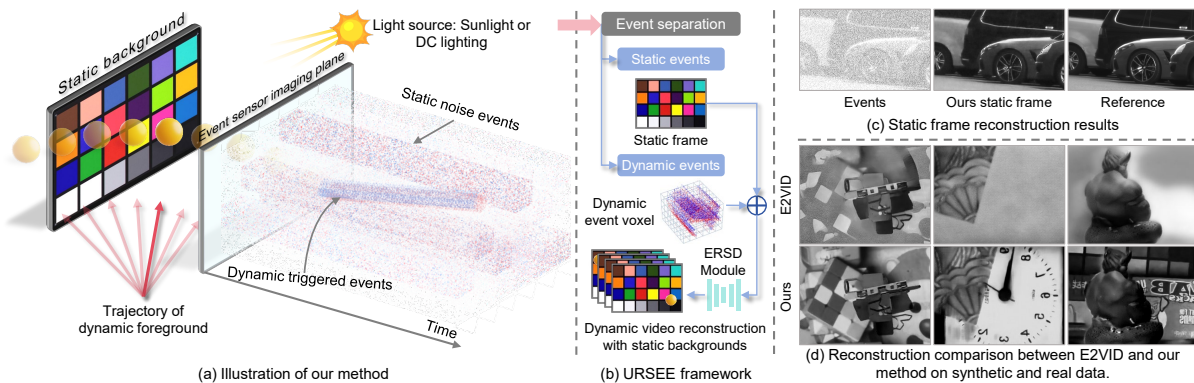 Static background
Light source: Sunlight or
DC lighting
Event sensor imaging plane
Static noise events
Dynamic triggered events
Trajectory of
dynamic foreground
Time
(a) Illustration of our method
Event separation
Static events
Static frame
Dynamic events
Dynamic
event voxel
ERSD
Module
Dynamic video reconstruction
with static backgrounds
(b) URSEE framework
Events
Ours static frame
Reference
(c) Static frame reconstruction results
E2VID
Ours
(d) Reconstruction comparison between E2VID and our
method on synthetic and real data.